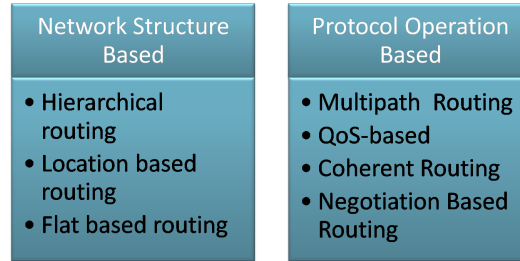 Network Structure
Based
• Hierarchical
routing
• Location based
routing
• Flat based routing
Protocol Operation
Based
• Multipath Routing
• QoS-based
• Coherent Routing
• Negotiation Based
Routing